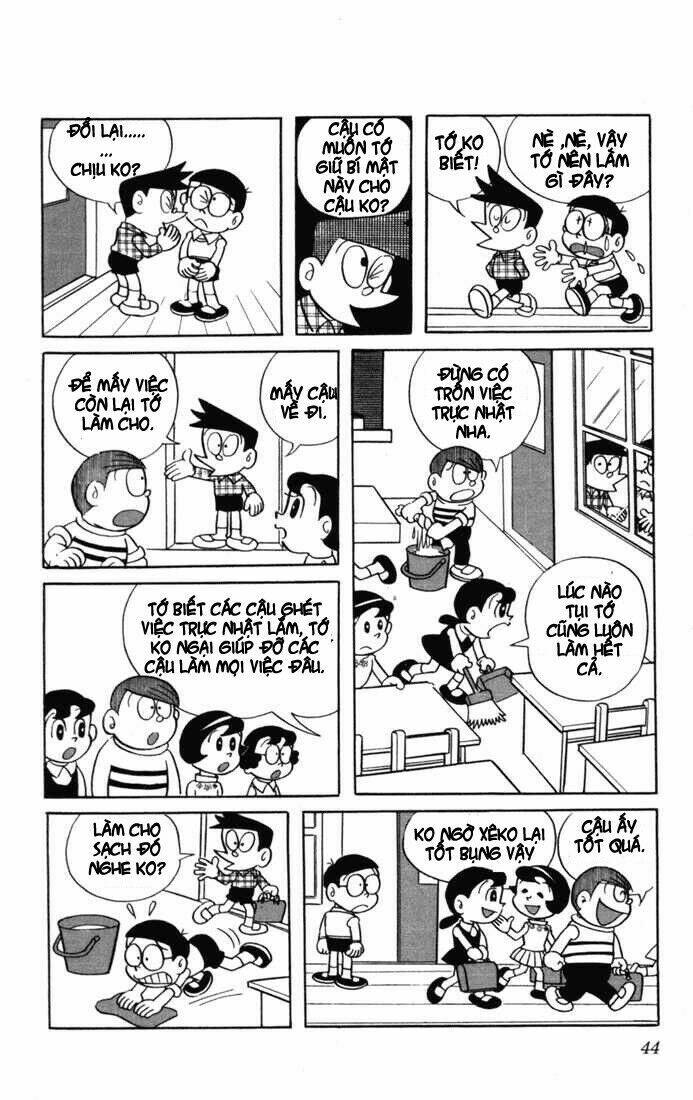 NÈ ,NÈ, VẬY
TỚ NÊN LÀM
GÌ ĐÂY?
TỚ KO
BIẾT!
CẬU CÓ
MUỐN TỚ
GIỮ BÍ MẬT
NÀY CHO
CẬU KO?
ĐỔI LẠI.....
...
CHỊU KO?
ĐỪNG CÓ
TRỐN VIỆC
TRỰC NHẬT
NHA.
LÚC NÀO
TỤI TỚ
CŨNG LUÔN
LÀM HẾT
CẢ.
MẤY CẬU
VỀ ĐI.
ĐỂ MẤY VIỆC
CÒN LẠI TỚ
LÀM CHO.
TỚ BIẾT CÁC CẬU GHÉT
VIỆC TRỰC NHẬT LẮM, TỚ
KO NGẠI GIÚP ĐỠ CÁC
CẬU LÀM MỌI VIỆC ĐÂU.
CẬU ẤY
TỐT QUÁ.
KO NGỜ XÊKO LẠI
TỐT BỤNG VẬY
LÀM CHO
SẠCH ĐÓ
NGHE KO?
44